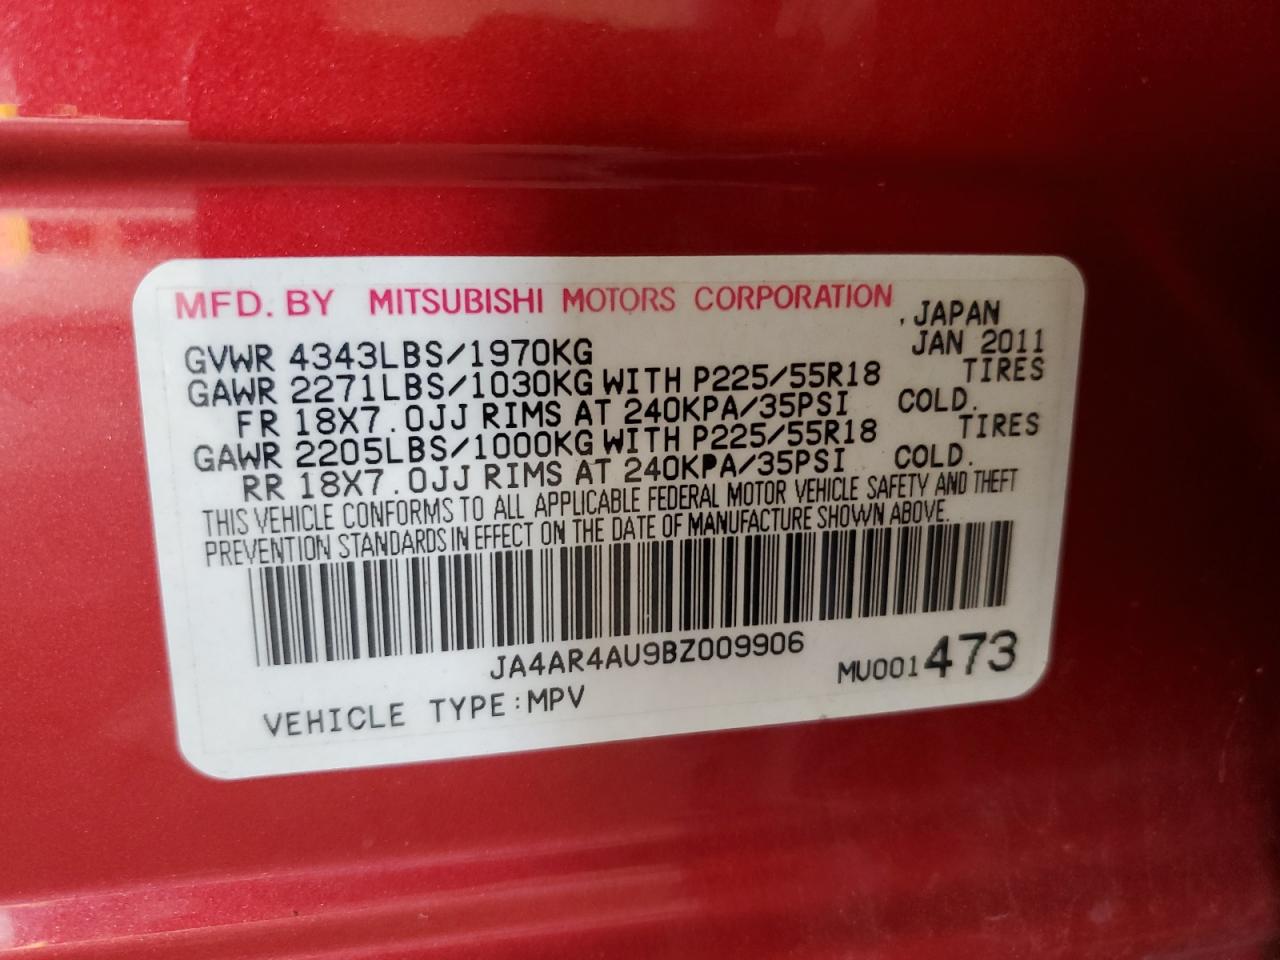 MFD. BY MITSUBISHI MOTORS CORPORATION, JAPAN
GVWR 4343LBS/1970KG JAN 2011
GAWR 2271LBS/1030KG WITH P225/55R18 TIRES
FR 18X7.0JJ RIMS AT 240KPA/35PSI COLD.
GAWR 2205LBS/1000KG WITH P225/55R18 TIRES
RR 18X7.0JJ RIMS AT 240KPA/35PSI COLD.
THIS VEHICLE CONFORMS TO ALL APPLICABLE FEDERAL MOTOR VEHICLE SAFETY AND THEFT
PREVENTION STANDARDS IN EFFECT ON THE DATE OF MANUFACTURE SHOWN ABOVE.
JA4AR4AU9BZ009906 MU001473
VEHICLE TYPE:MPV